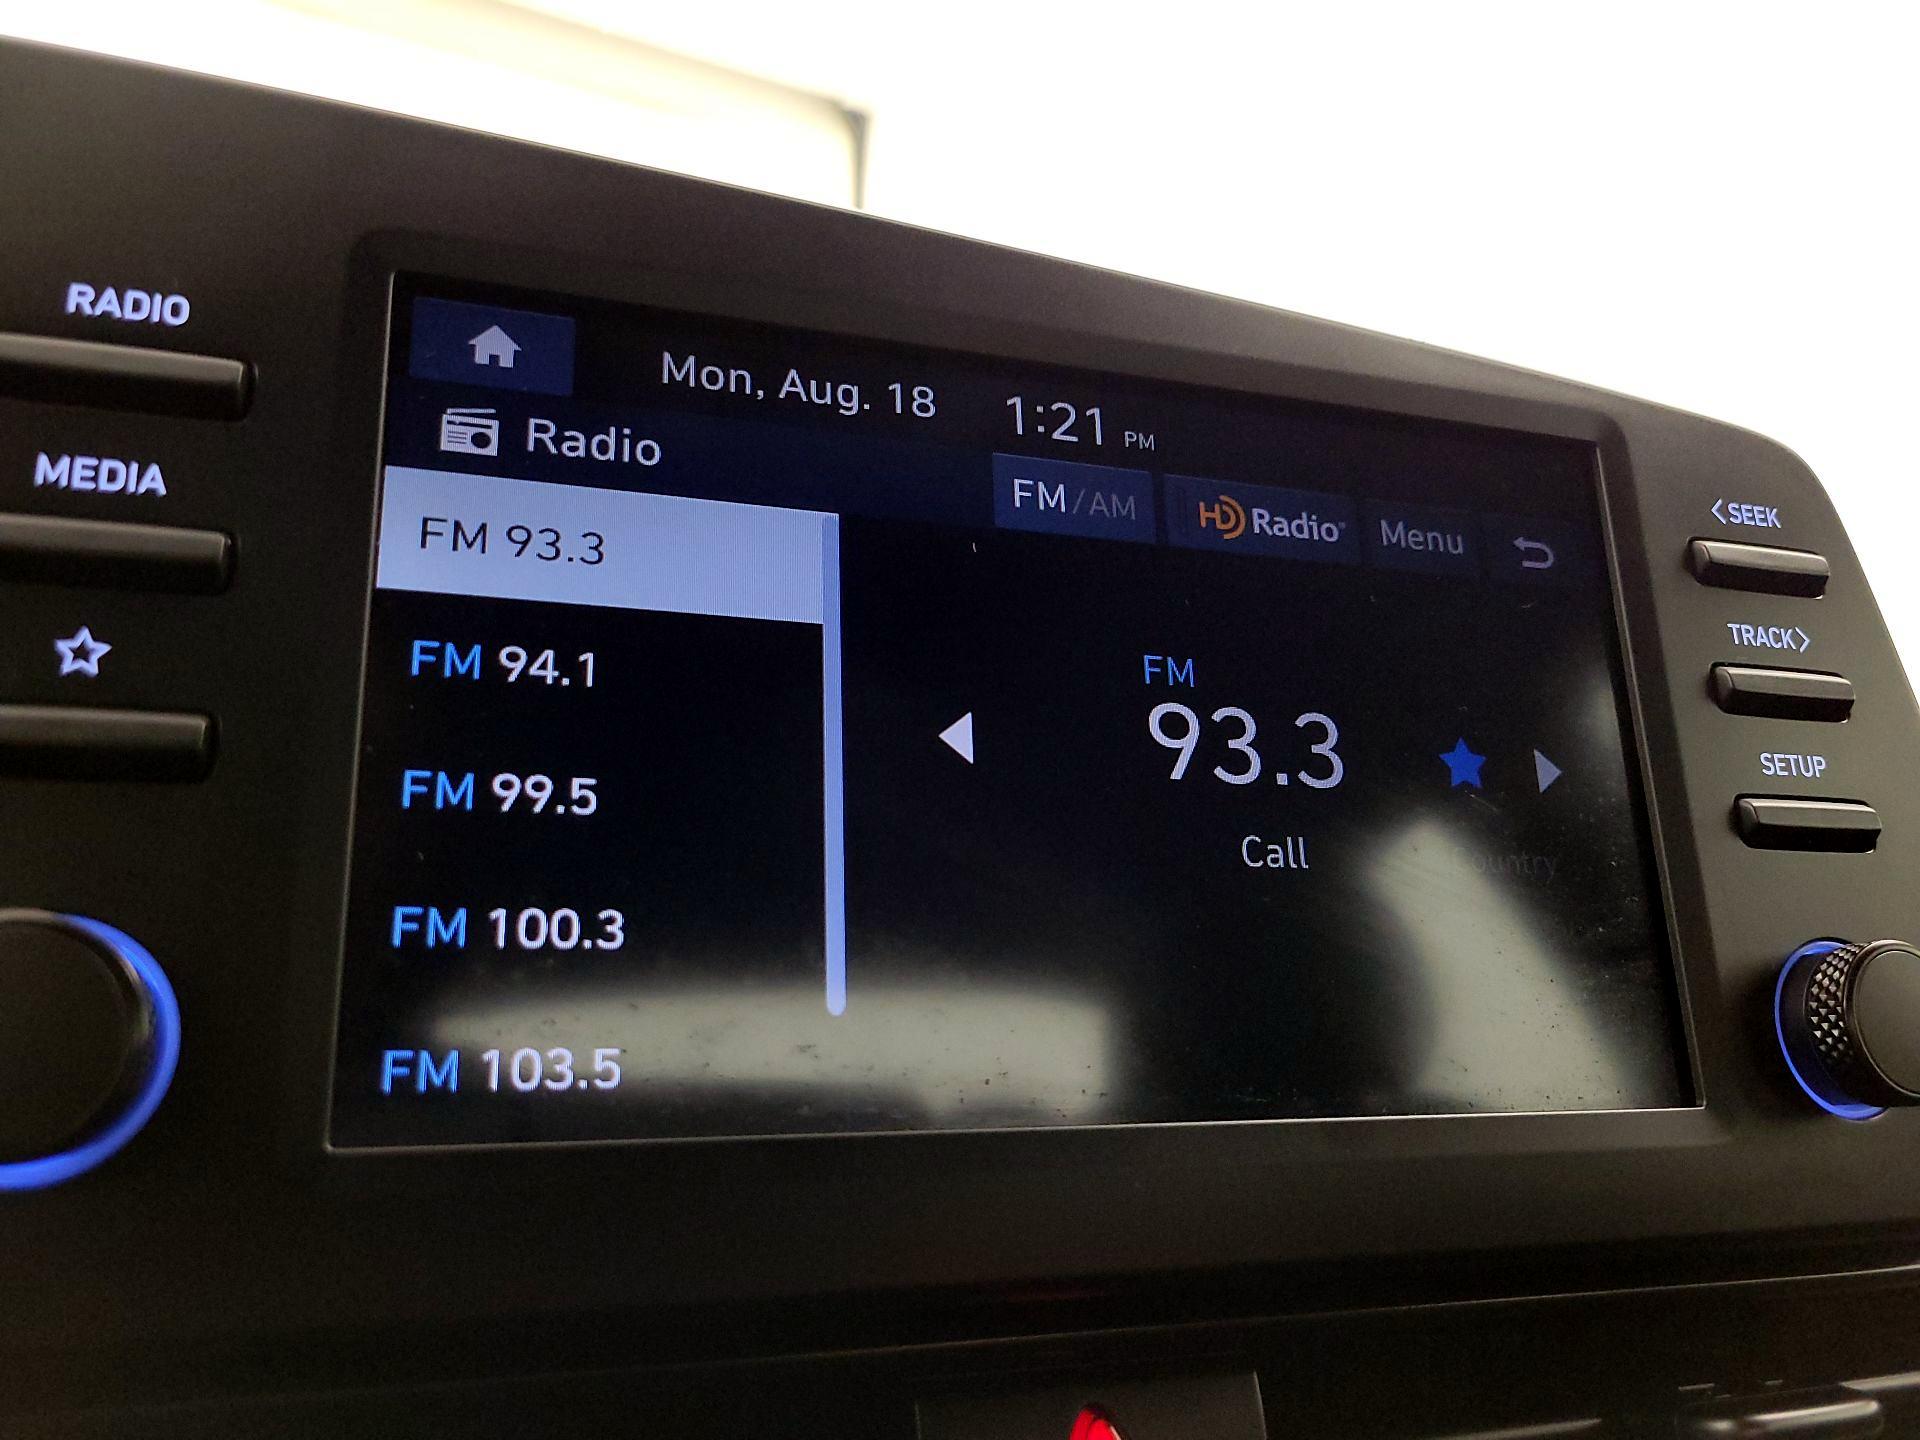 RADIO
MEDIA
Mon, Aug. 18 1:21 PM
Radio
FM/AM HD Radio Menu
FM 93.3
FM 94.1
FM 99.5
FM 100.3
FM 103.5
FM
93.3
Call
Country
<SEEK
TRACK>
SETUP